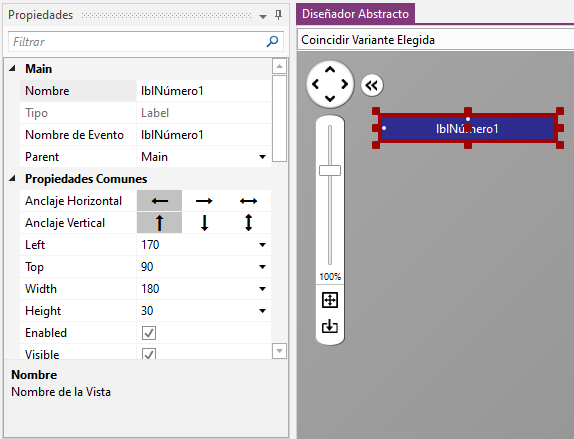 Propiedades
Filtrar
Main
Nombre lblNúmero1
Tipo Label
Nombre de Evento lblNúmero1
Parent Main
Propiedades Comunes
Anclaje Horizontal
Anclaje Vertical
Left 170
Top 90
Width 180
Height 30
Enabled
Visible
Nombre
Nombre de la Vista
Diseñador Abstracto
Coincidir Variante Elegida
lblNúmero1
100%